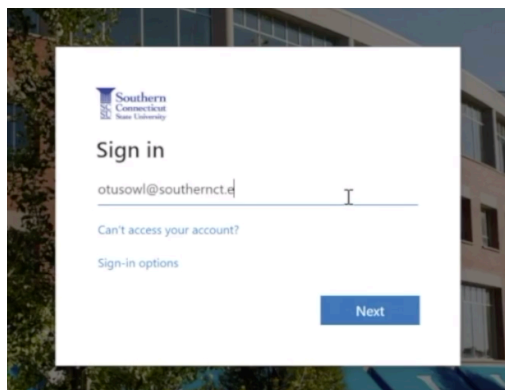 Southern
Connecticut
State University
Sign in
otusowl@southernct.e
Can't access your account?
Sign-in options
Next